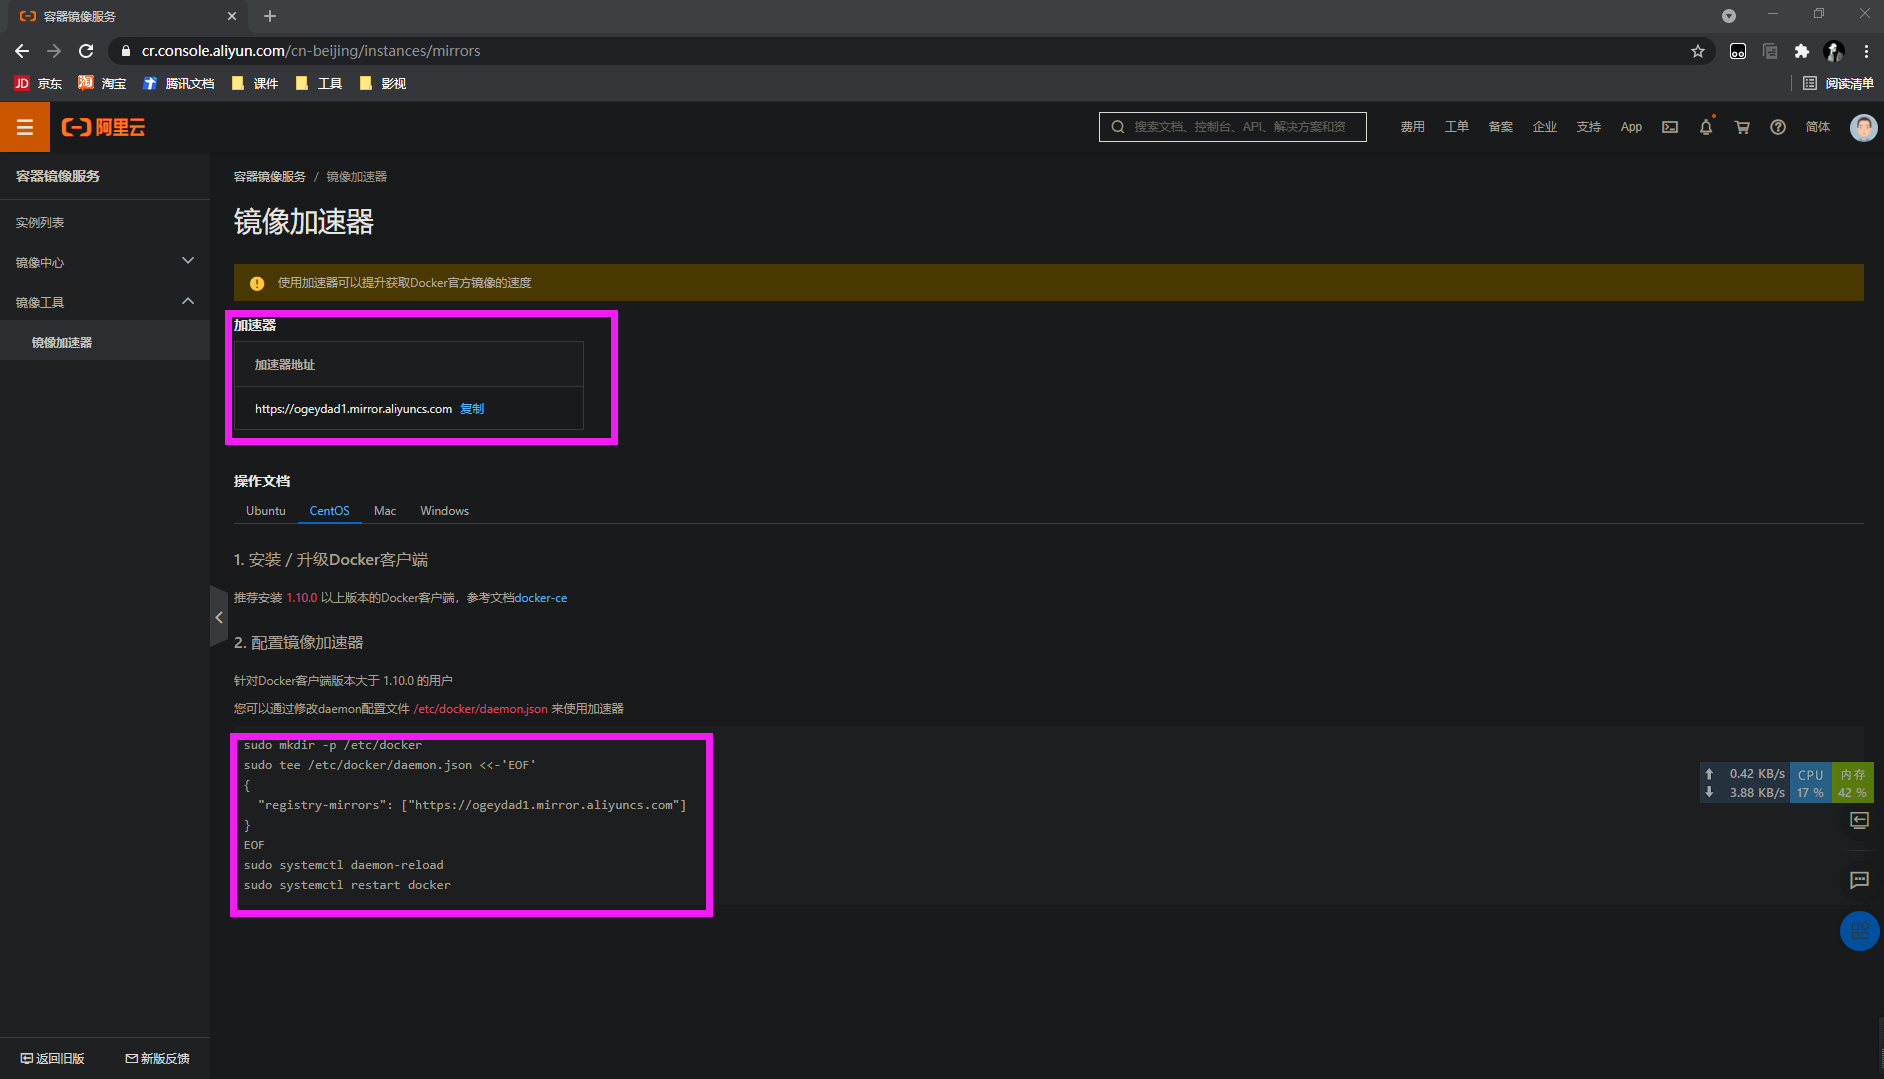 容器镜像服务
cr.console.aliyun.com/cn-beijing/instances/mirrors
JD 京东
淘 淘宝
腾讯文档
课件
工具
影视
阅读清单
阿里云
搜索文档、控制台、API、解决方案和资
费用
工单
备案
企业
支持
App
简体
容器镜像服务
实例列表
镜像中心
镜像工具
镜像加速器
容器镜像服务 / 镜像加速器
镜像加速器
使用加速器可以提升获取Docker官方镜像的速度
加速器
加速器地址
https://ogeydad1.mirror.aliyuncs.com 复制
操作文档
Ubuntu CentOS Mac Windows
1. 安装 / 升级Docker客户端
推荐安装 1.10.0 以上版本的Docker客户端，参考文档docker-ce
2. 配置镜像加速器
针对Docker客户端版本大于 1.10.0 的用户
您可以通过修改daemon配置文件 /etc/docker/daemon.json 来使用加速器
sudo mkdir -p /etc/docker
sudo tee /etc/docker/daemon.json <<-'EOF'
{
"registry-mirrors": ["https://ogeydad1.mirror.aliyuncs.com"]
}
EOF
sudo systemctl daemon-reload
sudo systemctl restart docker
0.42 KB/s CPU 内存
3.88 KB/s 17 % 42 %
返回旧版
新版反馈